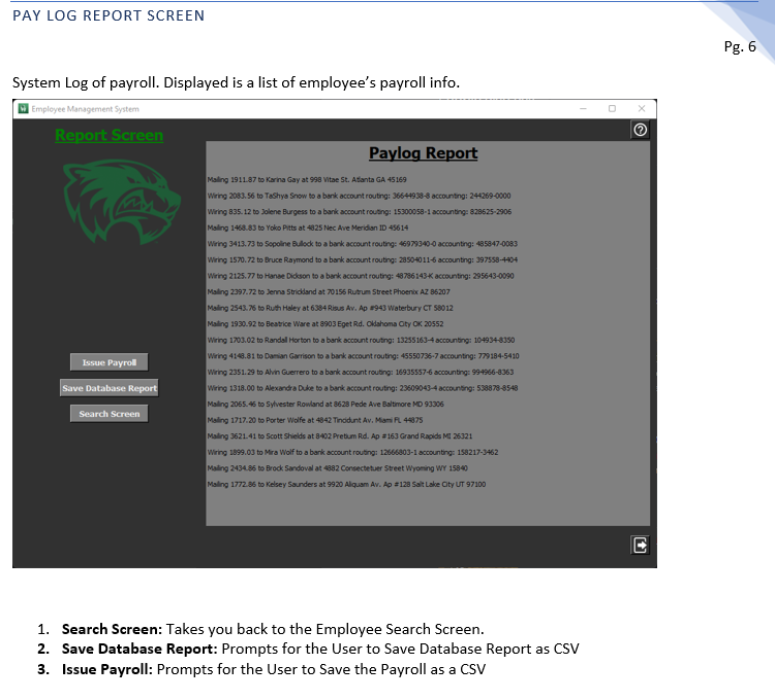 PAY LOG REPORT SCREEN
Pg. 6
System Log of payroll. Displayed is a list of employee's payroll info.
Employee Management System
Report Screen
Paylog Report
Mailing 1911.87 to Karina Gay at 998 Vitae St. Atlanta GA 45169
Wiring 2083.56 to TaShya Snow to a bank account routing: 36644938-8 accounting: 244269-0000
Wiring 835.12 to Jolene Burgess to a bank account routing: 15300058-1 accounting: 828625-2906
Mailing 1468.83 to Yoko Pitts at 4825 Nec Ave Meridian ID 45614
Wiring 3413.73 to Sopoline Bullock to a bank account routing: 46979340-0 accounting: 485847-0083
Wiring 1570.72 to Bruce Raymond to a bank account routing: 28504011-6 accounting: 397558-4404
Wiring 2125.77 to Hanae Dickson to a bank account routing: 48786143-K accounting: 295643-0090
Mailing 2397.72 to Jenna Strickland at 70156 Rutrum Street Phoenix AZ 86207
Mailing 2543.76 to Ruth Haley at 6384 Risus Av. Ap #943 Waterbury CT 58012
Mailing 1930.92 to Beatrice Ware at 8903 Eget Rd. Oklahoma City OK 20552
Wiring 1703.02 to Randall Horton to a bank account routing: 13255163-4 accounting: 104934-8350
Wiring 4148.81 to Damian Garrison to a bank account routing: 45550736-7 accounting: 779184-5410
Wiring 2351.29 to Alvin Guerrero to a bank account routing: 16935557-6 accounting: 994966-8363
Wiring 1318.00 to Alexandra Duke to a bank account routing: 23609043-4 accounting: 538878-8548
Mailing 2065.46 to Sylvester Rowland at 8628 Pede Ave Baltimore MD 93306
Mailing 1717.20 to Porter Wolfe at 4842 Tincidunt Av. Miami FL 44875
Mailing 3621.41 to Scott Shields at 8402 Pretium Rd. Ap #163 Grand Rapids MI 26321
Wiring 1899.03 to Mira Wolf to a bank account routing: 12666803-1 accounting: 158217-3462
Mailing 2434.86 to Brock Sandoval at 4882 Consectetuer Street Wyoming WY 15840
Mailing 1772.86 to Kelsey Saunders at 9920 Aliquam Av. Ap #128 Salt Lake City UT 97100
Issue Payroll
Save Database Report
Search Screen
1. Search Screen: Takes you back to the Employee Search Screen.
2. Save Database Report: Prompts for the User to Save Database Report as CSV
3. Issue Payroll: Prompts for the User to Save the Payroll as a CSV